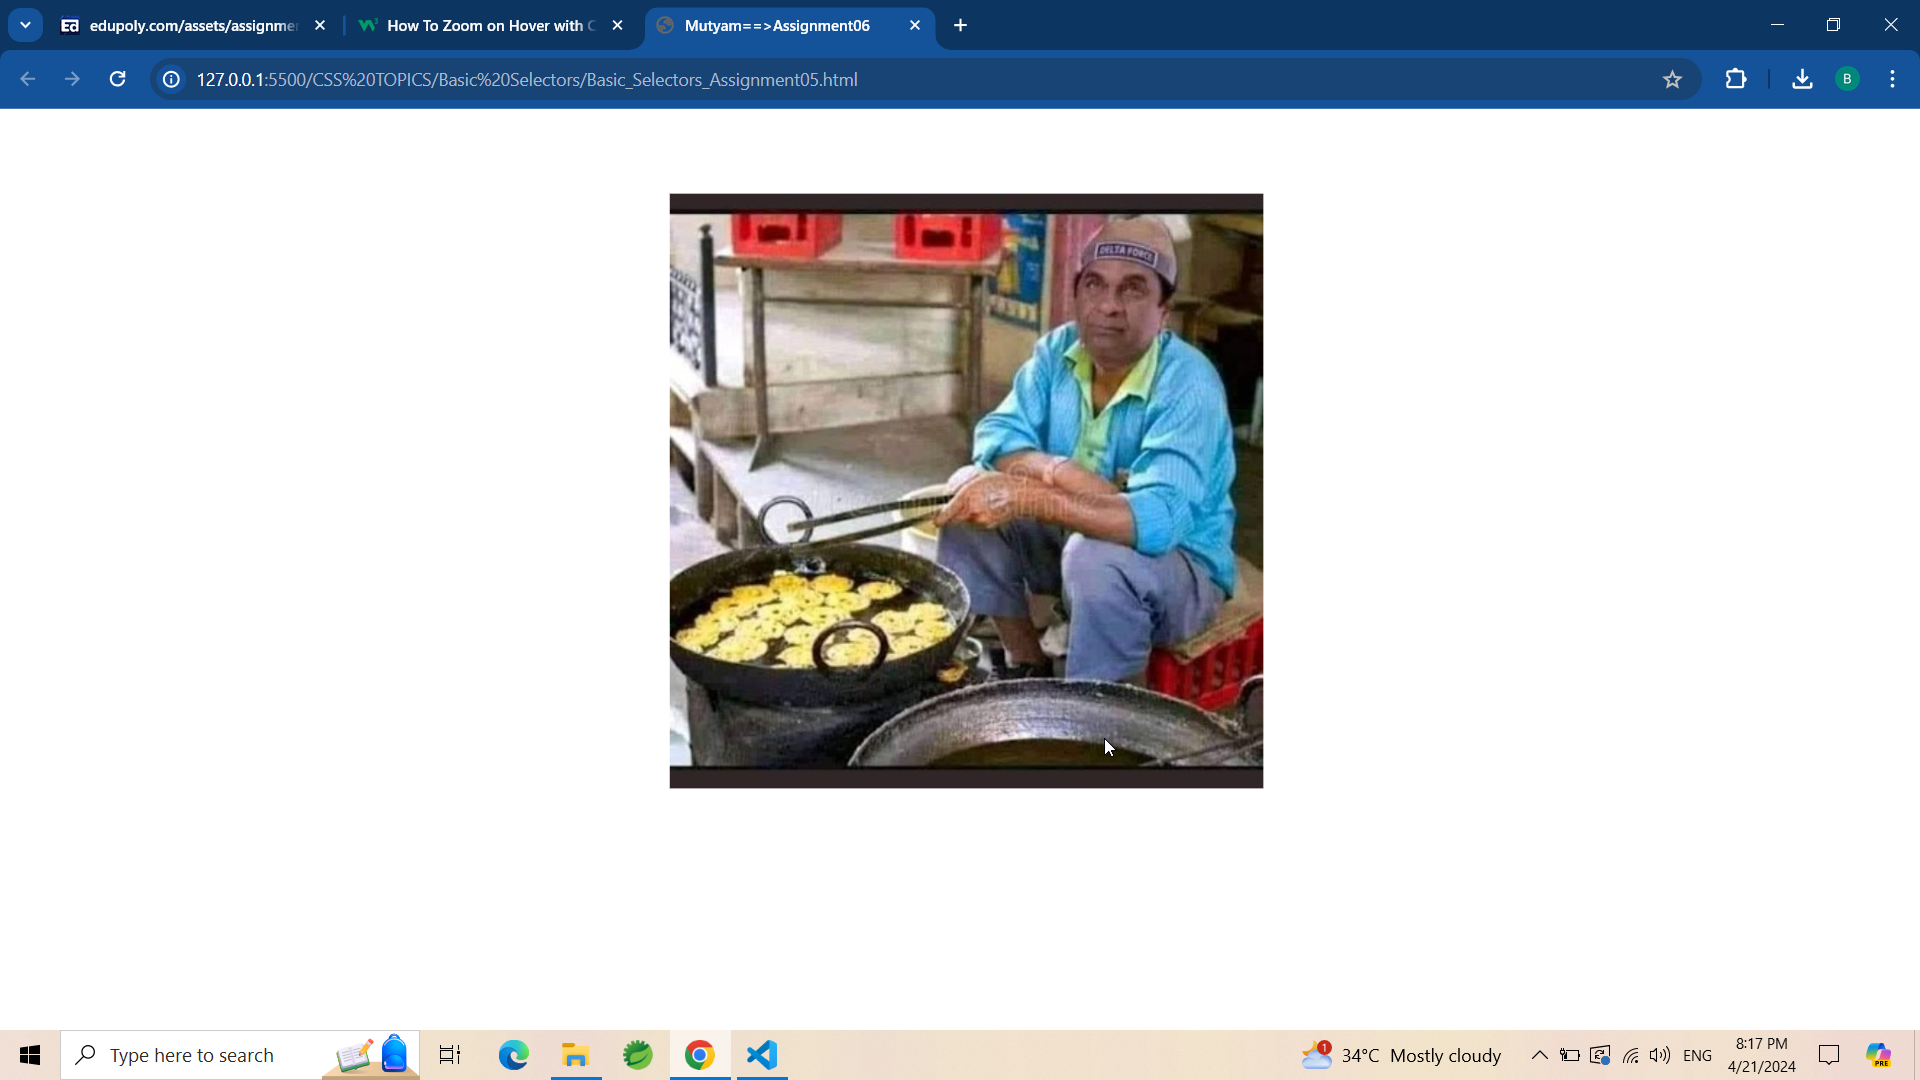 edupoly.com/assets/assignme
How To Zoom on Hover with C
Mutyam==>Assignment06
127.0.0.1:5500/CSS%20TOPICS/Basic%20Selectors/Basic_Selectors_Assignment05.html
B
DELTA FORCE
Type here to search
1
34°C Mostly cloudy
ENG
8:17 PM
4/21/2024
PRE